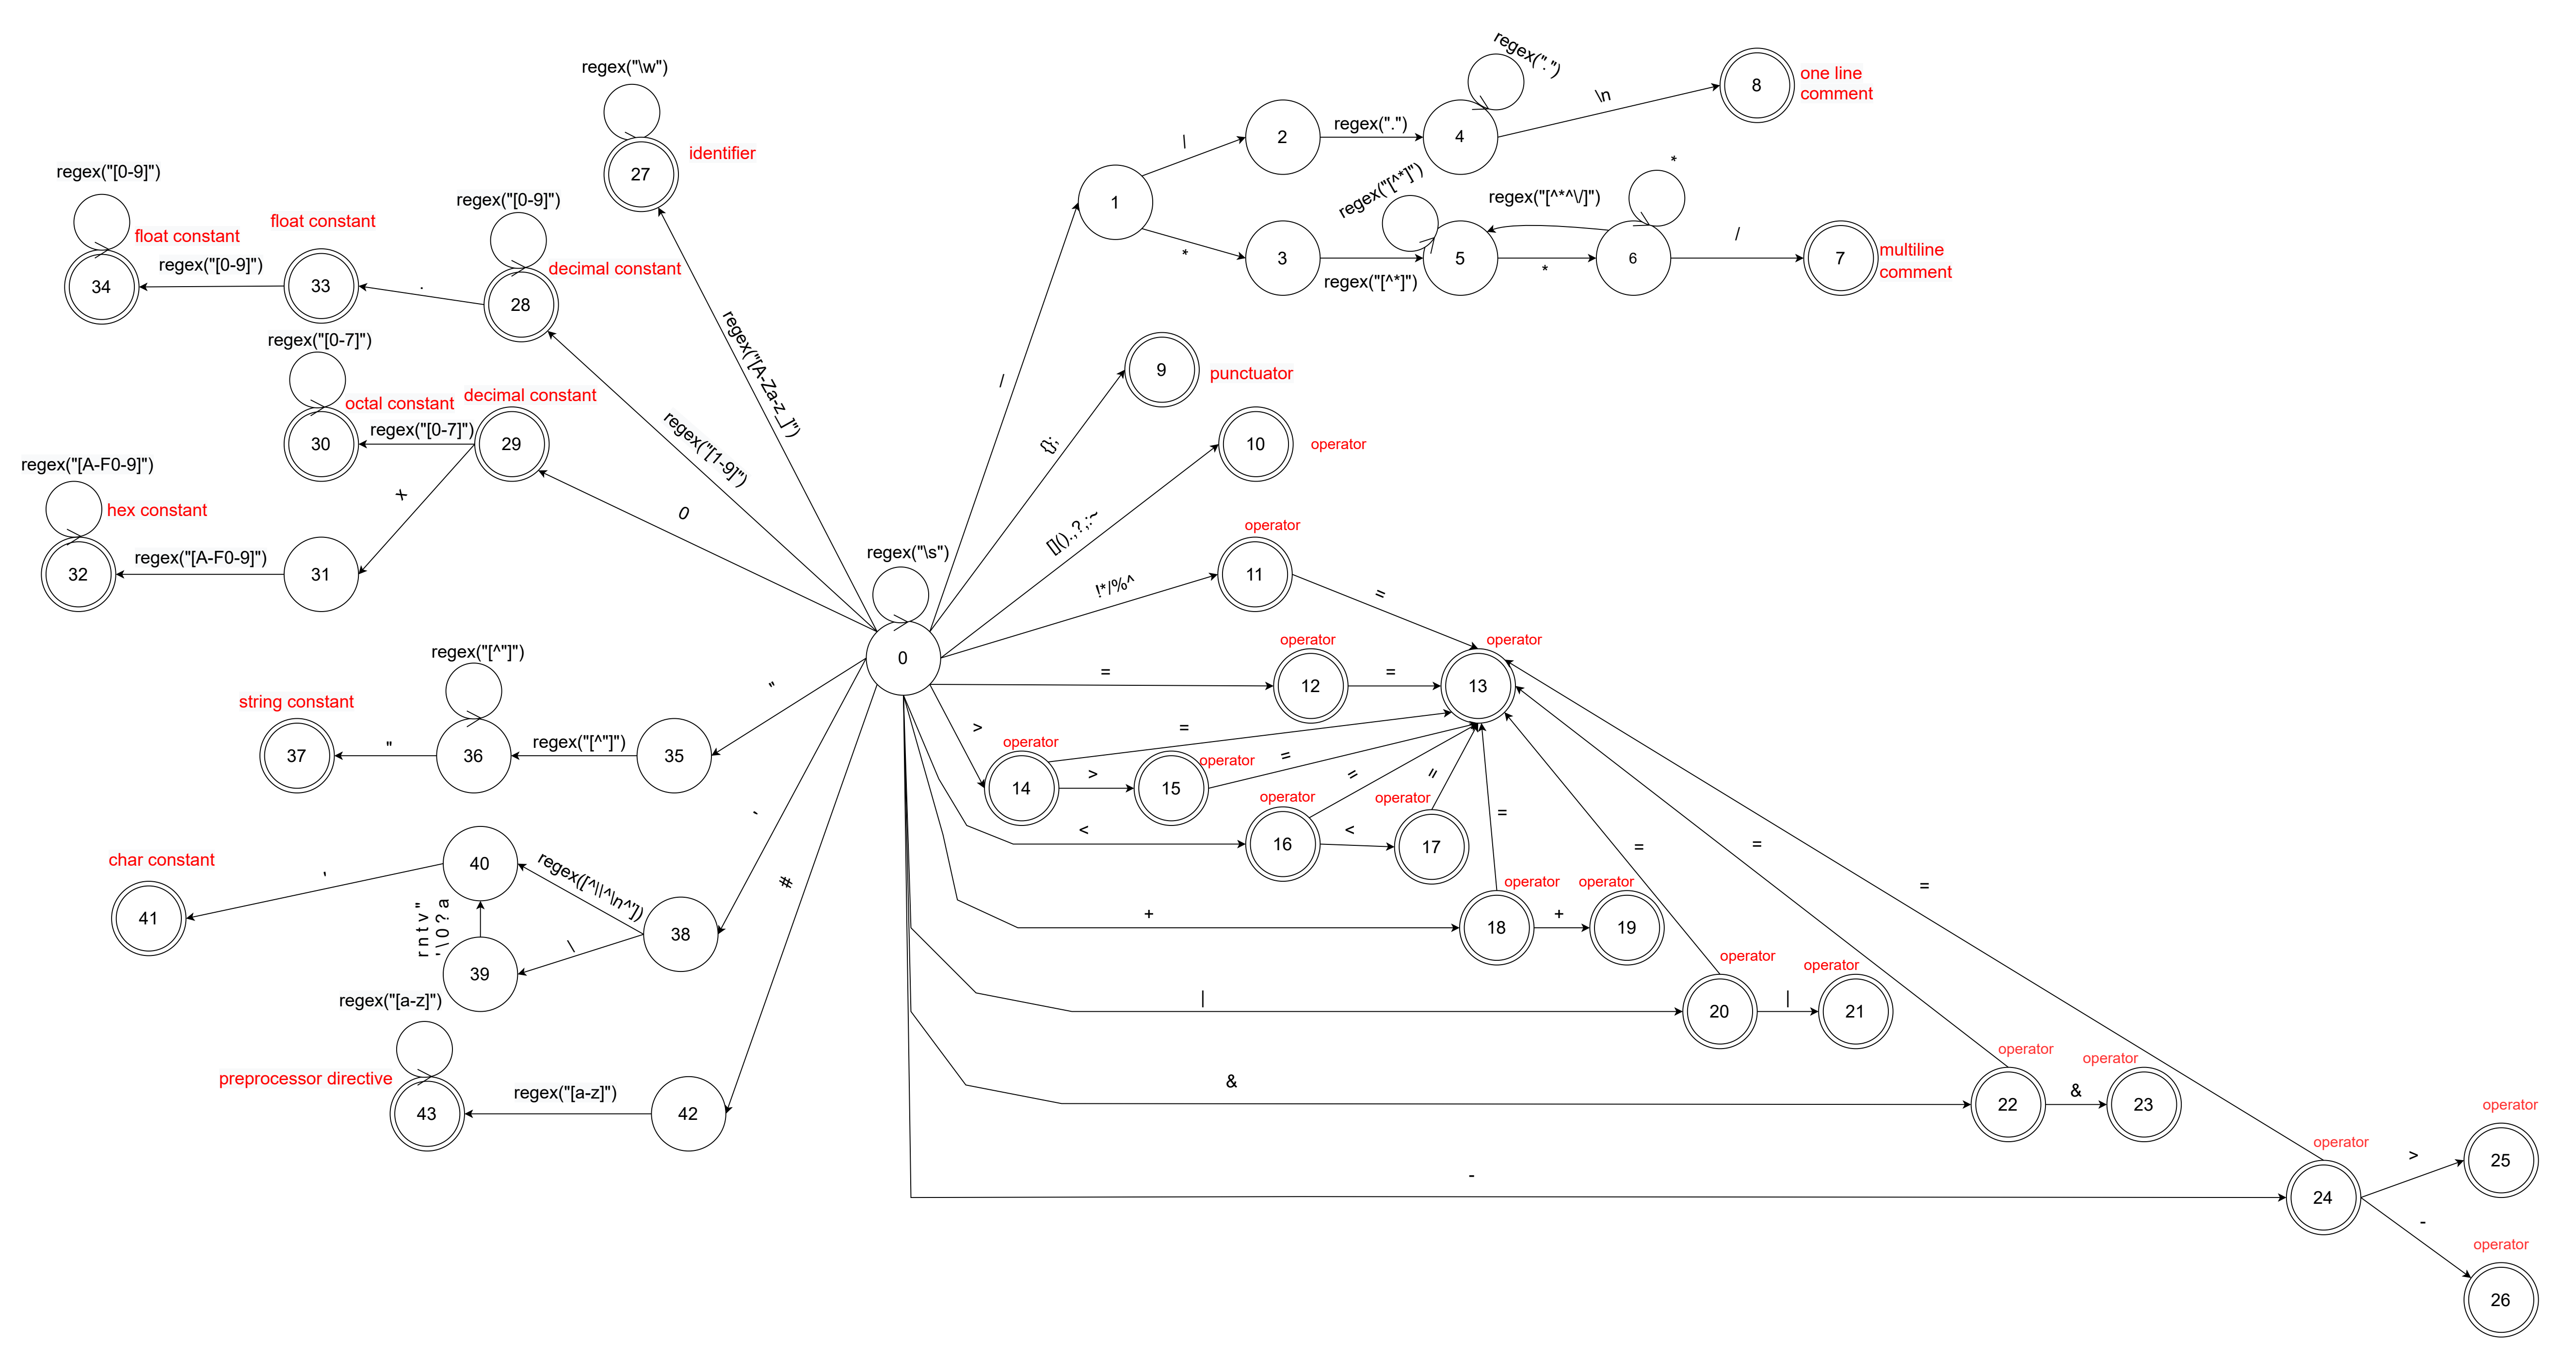 regex("\w")
27
identifier
regex("[0-9]")
34
float constant
regex("[0-9]")
float constant
33
.
regex("[0-9]")
28
decimal constant
regex("[A-Za-z_]")
regex("[1-9]")
regex("[0-7]")
30
octal constant
regex("[0-7]")
decimal constant
29
0
x
regex("[A-F0-9]")
hex constant
32
regex("[A-F0-9]")
31
regex("\s")
0
/
1
/
2
regex(".")
4
regex(".")
\n
8
one line
comment
*
3
regex("[^*]")
regex("[^*]")
5
*
regex("[^*^\/]")
6
*
/
7
multiline
comment
{};
9
punctuator
[]().,?,;:~
10
operator
!*/%^
11
operator
=
=
12
operator
=
13
operator
>
14
operator
=
>
15
operator
=
<
16
operator
=
<
17
operator
=
+
18
operator
=
+
19
operator
|
20
operator
=
|
21
operator
&
22
operator
=
&
23
operator
-
24
operator
=
>
25
operator
-
26
operator
"
35
regex("[^"]")
36
regex("[^"]")
"
37
string constant
'
38
regex([^\|^\n^'])
40
\
39
r n t v "
' \ 0 ? a
'
41
char constant
#
42
regex("[a-z]")
43
regex("[a-z]")
preprocessor directive